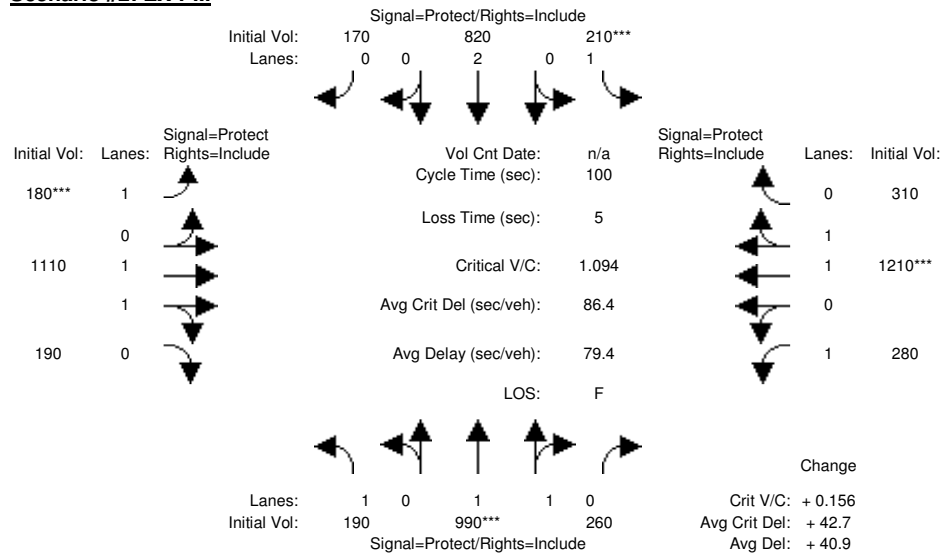 Signal=Protect/Rights=Include
Initial Vol: 170 820 210***
Lanes: 0 0 2 0 1
Signal=Protect
Initial Vol: Lanes: Rights=Include
Vol Cnt Date: n/a
Signal=Protect
Rights=Include Lanes: Initial Vol:
Cycle Time (sec): 100
180*** 1
0 310
Loss Time (sec): 5
0
1
1110 1
Critical V/C: 1.094
1 1210***
1
Avg Crit Del (sec/veh): 86.4
0
190 0
Avg Delay (sec/veh): 79.4
1 280
LOS: F
Change
Lanes: 1 0 1 1 0
Crit V/C: + 0.156
Initial Vol: 190 990*** 260
Avg Crit Del: + 42.7
Signal=Protect/Rights=Include
Avg Del: + 40.9